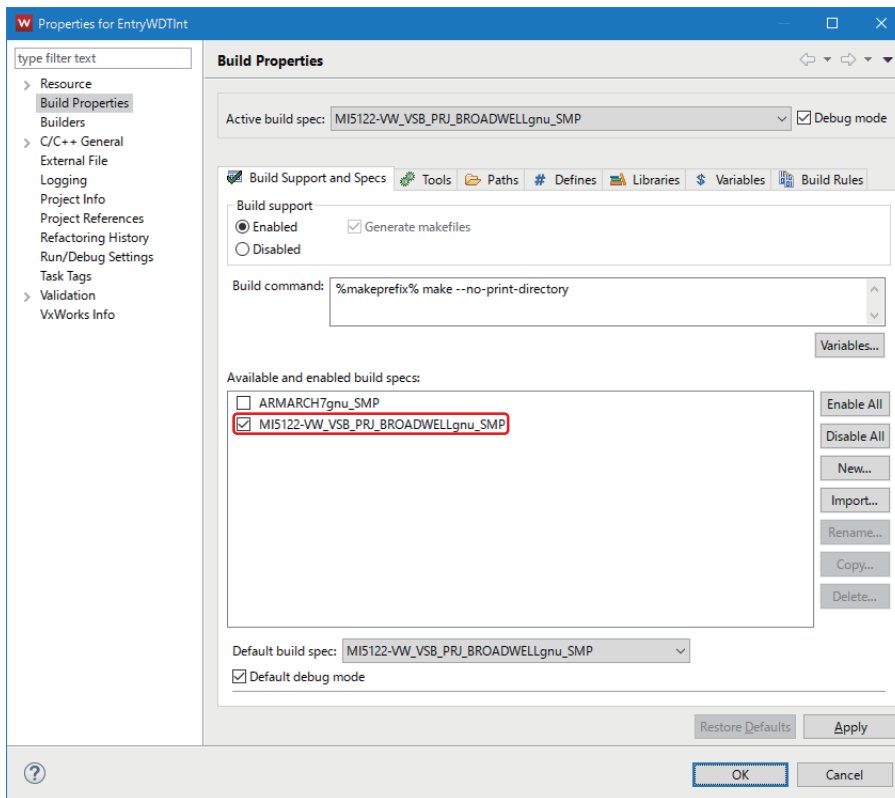 W Properties for EntryWDTInt
type filter text
Build Properties
Resource
Build Properties
Builders
C/C++ General
External File
Logging
Project Info
Project References
Refactoring History
Run/Debug Settings
Task Tags
Validation
VxWorks Info
Active build spec: MI5122-VW_VSB_PRJ_BROADWELLgnu_SMP Debug mode
Build Support and Specs Tools Paths # Defines Libraries $ Variables Build Rules
Build support
Enabled Generate makefiles
Disabled
Build command: %makeprefix% make --no-print-directory
Variables...
Available and enabled build specs:
ARMARCH7gnu_SMP
MI5122-VW_VSB_PRJ_BROADWELLgnu_SMP
Enable All
Disable All
New...
Import...
Rename...
Copy...
Delete...
Default build spec: MI5122-VW_VSB_PRJ_BROADWELLgnu_SMP
Default debug mode
Restore Defaults Apply
? OK Cancel